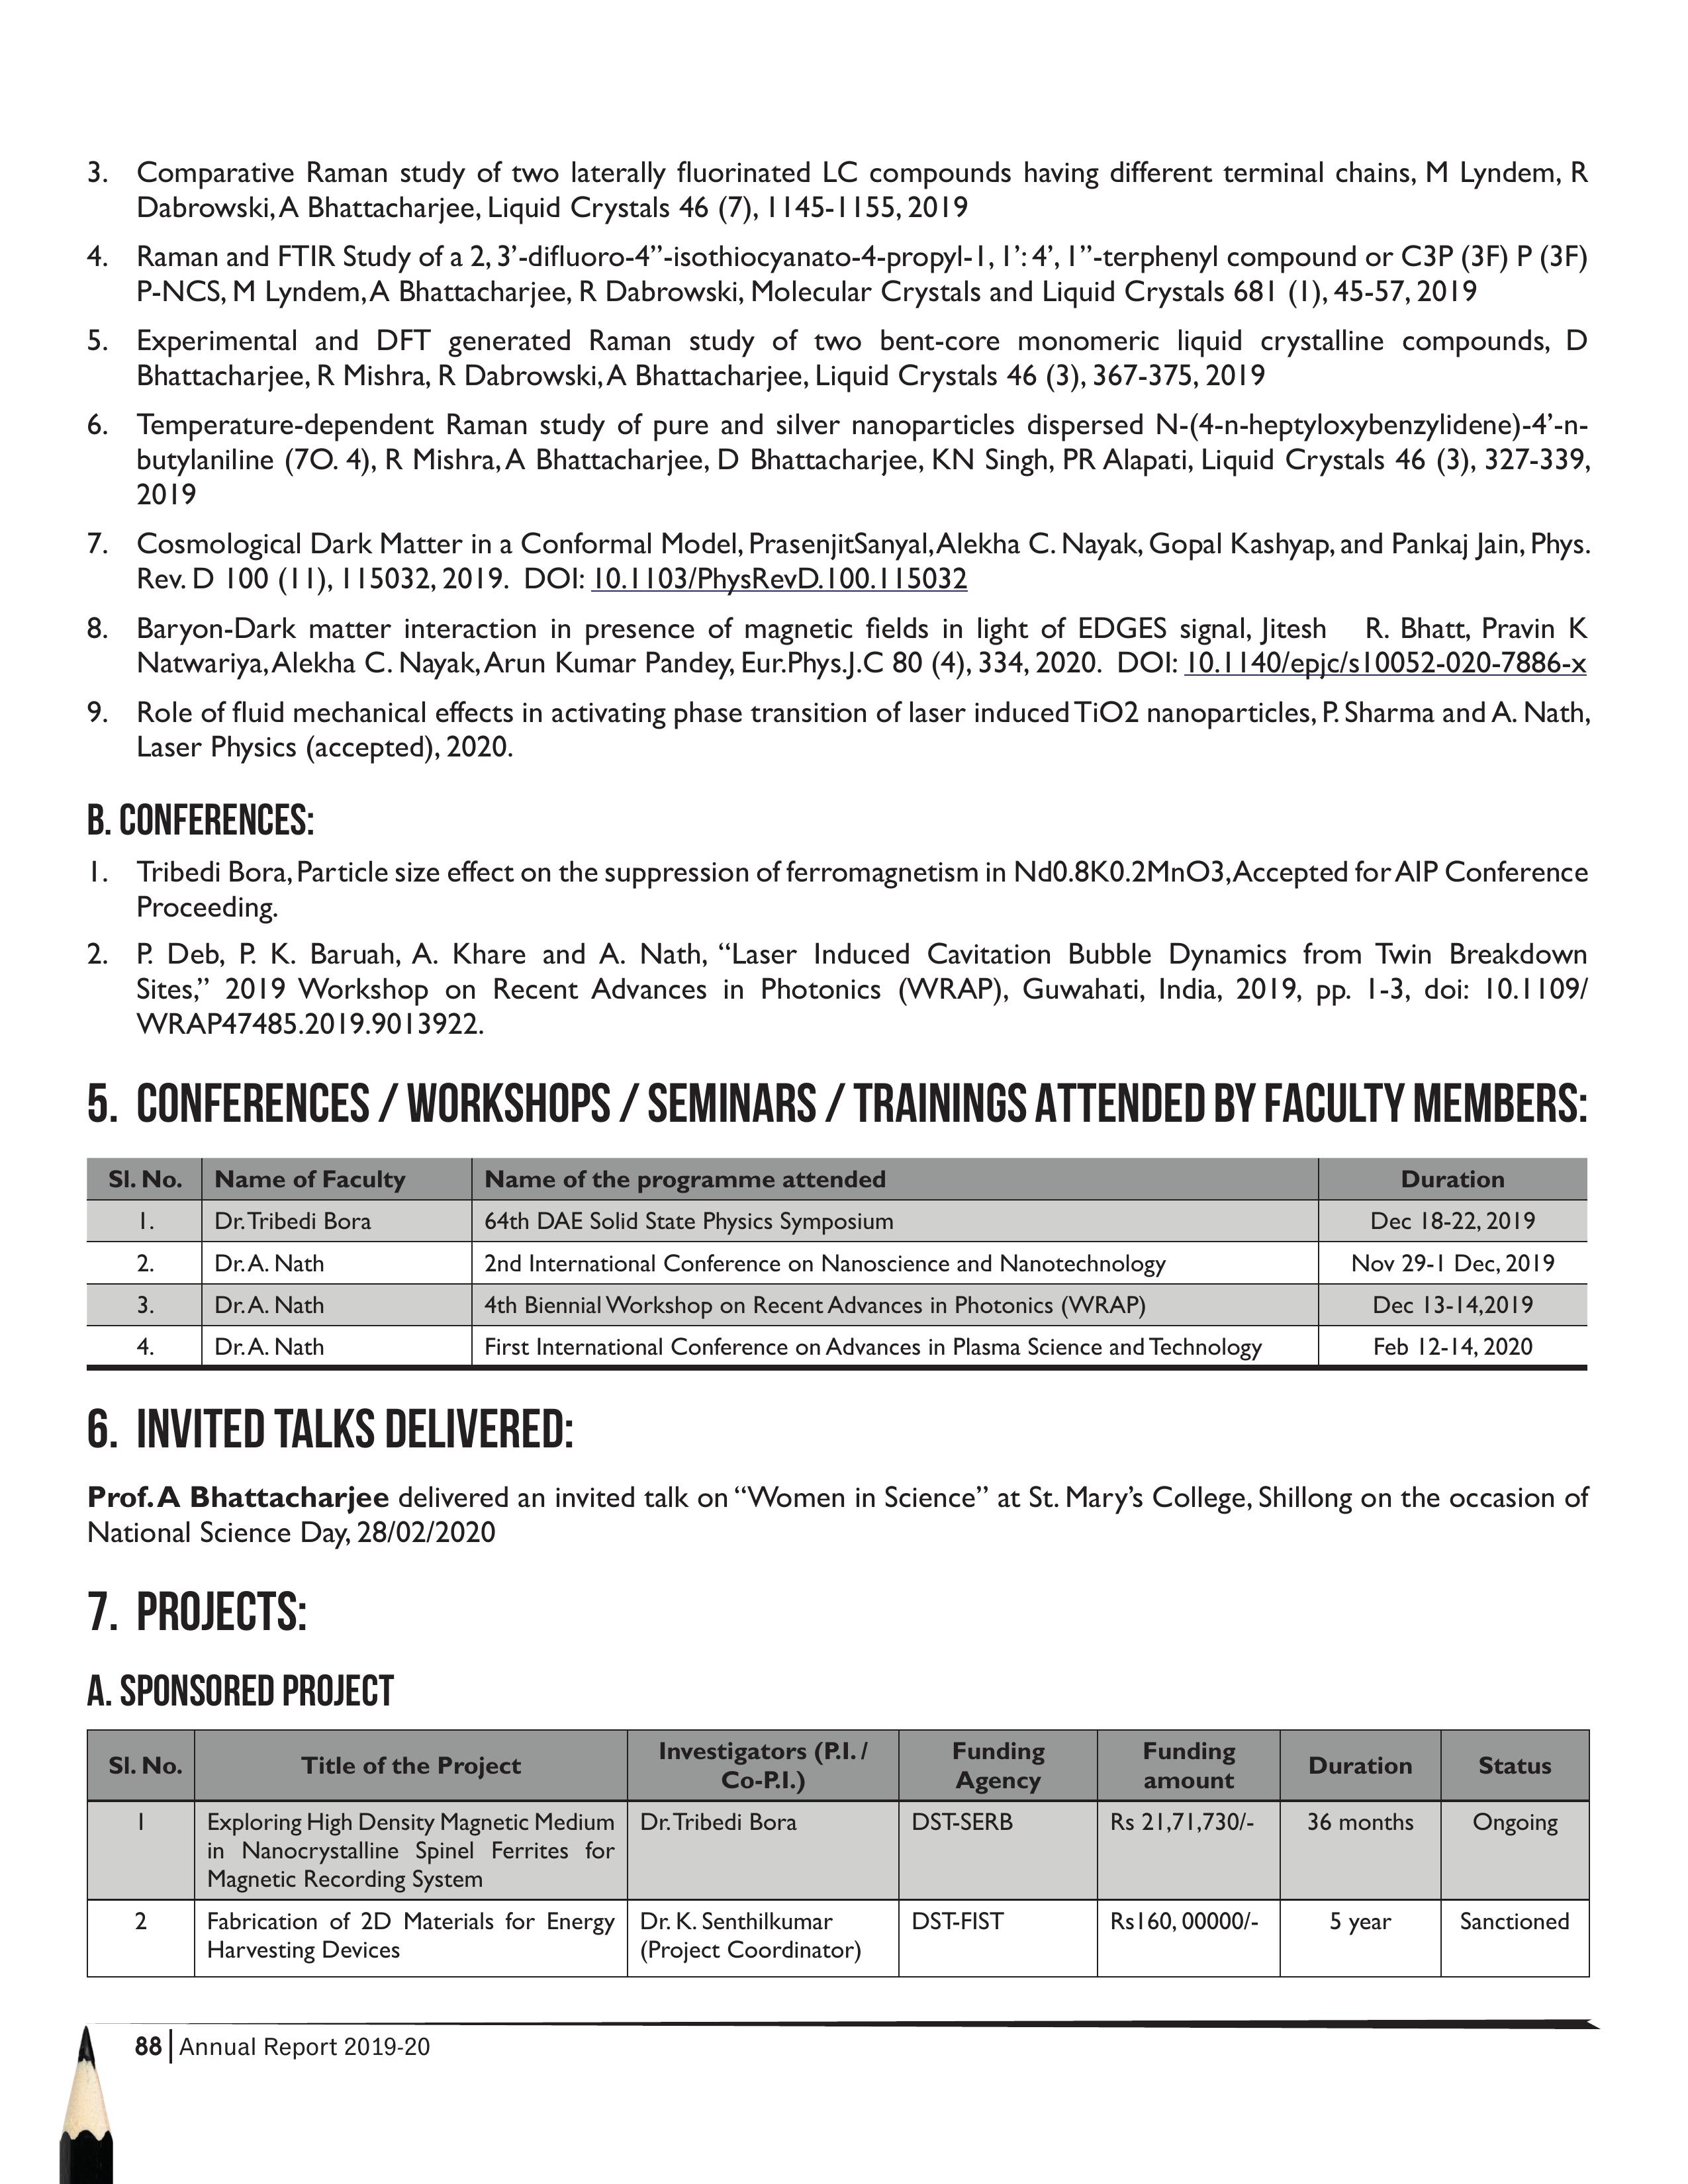 3. Comparative Raman study of two laterally fluorinated LC compounds having different terminal chains, M Lyndem, R
Dabrowski, A Bhattacharjee, Liquid Crystals 46 (7), 1145-1155, 2019
4. Raman and FTIR Study of a 2, 3’-difluoro-4”-isothiocyanato-4-propyl-1, 1’: 4’, 1”-terphenyl compound or C3P (3F) P (3F)
P-NCS, M Lyndem, A Bhattacharjee, R Dabrowski, Molecular Crystals and Liquid Crystals 681 (1), 45-57, 2019
5. Experimental and DFT generated Raman study of two bent-core monomeric liquid crystalline compounds, D
Bhattacharjee, R Mishra, R Dabrowski, A Bhattacharjee, Liquid Crystals 46 (3), 367-375, 2019
6. Temperature-dependent Raman study of pure and silver nanoparticles dispersed N-(4-n-heptyloxybenzylidene)-4’-n-
butylaniline (7O. 4), R Mishra, A Bhattacharjee, D Bhattacharjee, KN Singh, PR Alapati, Liquid Crystals 46 (3), 327-339,
2019
7. Cosmological Dark Matter in a Conformal Model, PrasenjitSanyal, Alekha C. Nayak, Gopal Kashyap, and Pankaj Jain, Phys.
Rev. D 100 (11), 115032, 2019. DOI: 10.1103/PhysRevD.100.115032
8. Baryon-Dark matter interaction in presence of magnetic fields in light of EDGES signal, Jitesh R. Bhatt, Pravin K
Natwariya, Alekha C. Nayak, Arun Kumar Pandey, Eur.Phys.J.C 80 (4), 334, 2020. DOI: 10.1140/epjc/s10052-020-7886-x
9. Role of fluid mechanical effects in activating phase transition of laser induced TiO2 nanoparticles, P. Sharma and A. Nath,
Laser Physics (accepted), 2020.
B. CONFERENCES:
1. Tribedi Bora, Particle size effect on the suppression of ferromagnetism in Nd0.8K0.2MnO3, Accepted for AIP Conference
Proceeding.
2. P. Deb, P. K. Baruah, A. Khare and A. Nath, “Laser Induced Cavitation Bubble Dynamics from Twin Breakdown
Sites,” 2019 Workshop on Recent Advances in Photonics (WRAP), Guwahati, India, 2019, pp. 1-3, doi: 10.1109/
WRAP47485.2019.9013922.
5. CONFERENCES / WORKSHOPS / SEMINARS / TRAININGS ATTENDED BY FACULTY MEMBERS:
Sl. No. Name of Faculty Name of the programme attended Duration
1. Dr. Tribedi Bora 64th DAE Solid State Physics Symposium Dec 18-22, 2019
2. Dr. A. Nath 2nd International Conference on Nanoscience and Nanotechnology Nov 29-1 Dec, 2019
3. Dr. A. Nath 4th Biennial Workshop on Recent Advances in Photonics (WRAP) Dec 13-14,2019
4. Dr. A. Nath First International Conference on Advances in Plasma Science and Technology Feb 12-14, 2020
6. INVITED TALKS DELIVERED:
Prof. A Bhattacharjee delivered an invited talk on “Women in Science” at St. Mary’s College, Shillong on the occasion of
National Science Day, 28/02/2020
7. PROJECTS:
A. SPONSORED PROJECT
Sl. No. Title of the Project Investigators (P.I. / Co-P.I.) Funding Agency Funding amount Duration Status
1 Exploring High Density Magnetic Medium Dr. Tribedi Bora DST-SERB Rs 21,71,730/- 36 months Ongoing
in Nanocrystalline Spinel Ferrites for
Magnetic Recording System
2 Fabrication of 2D Materials for Energy Dr. K. Senthilkumar DST-FIST Rs160, 00000/- 5 year Sanctioned
Harvesting Devices (Project Coordinator)
88 Annual Report 2019-20